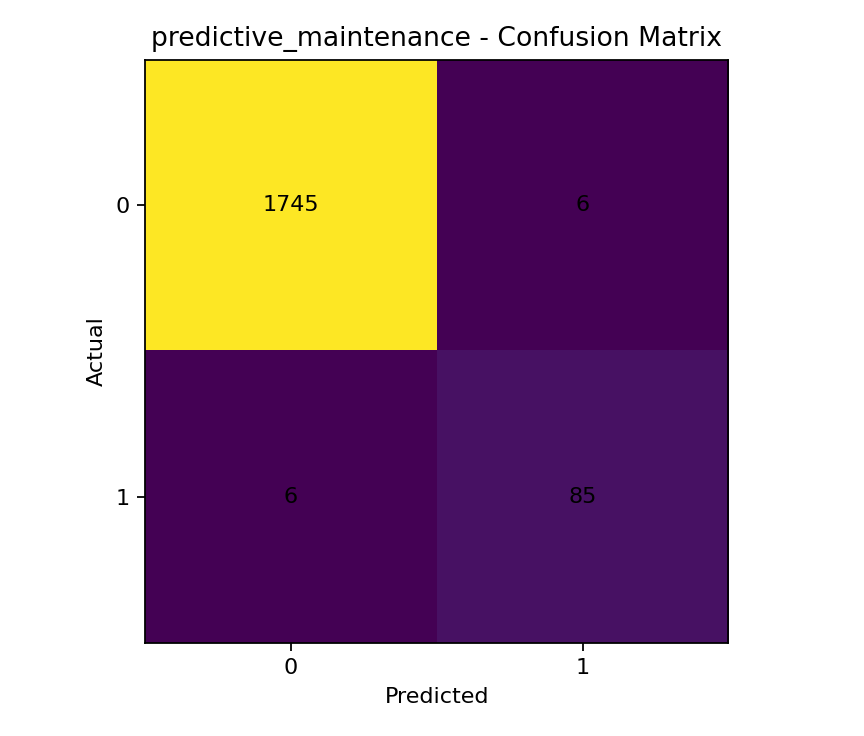 predictive_maintenance - Confusion Matrix
0
1745
6
Actual
1
6
85
0
1
Predicted